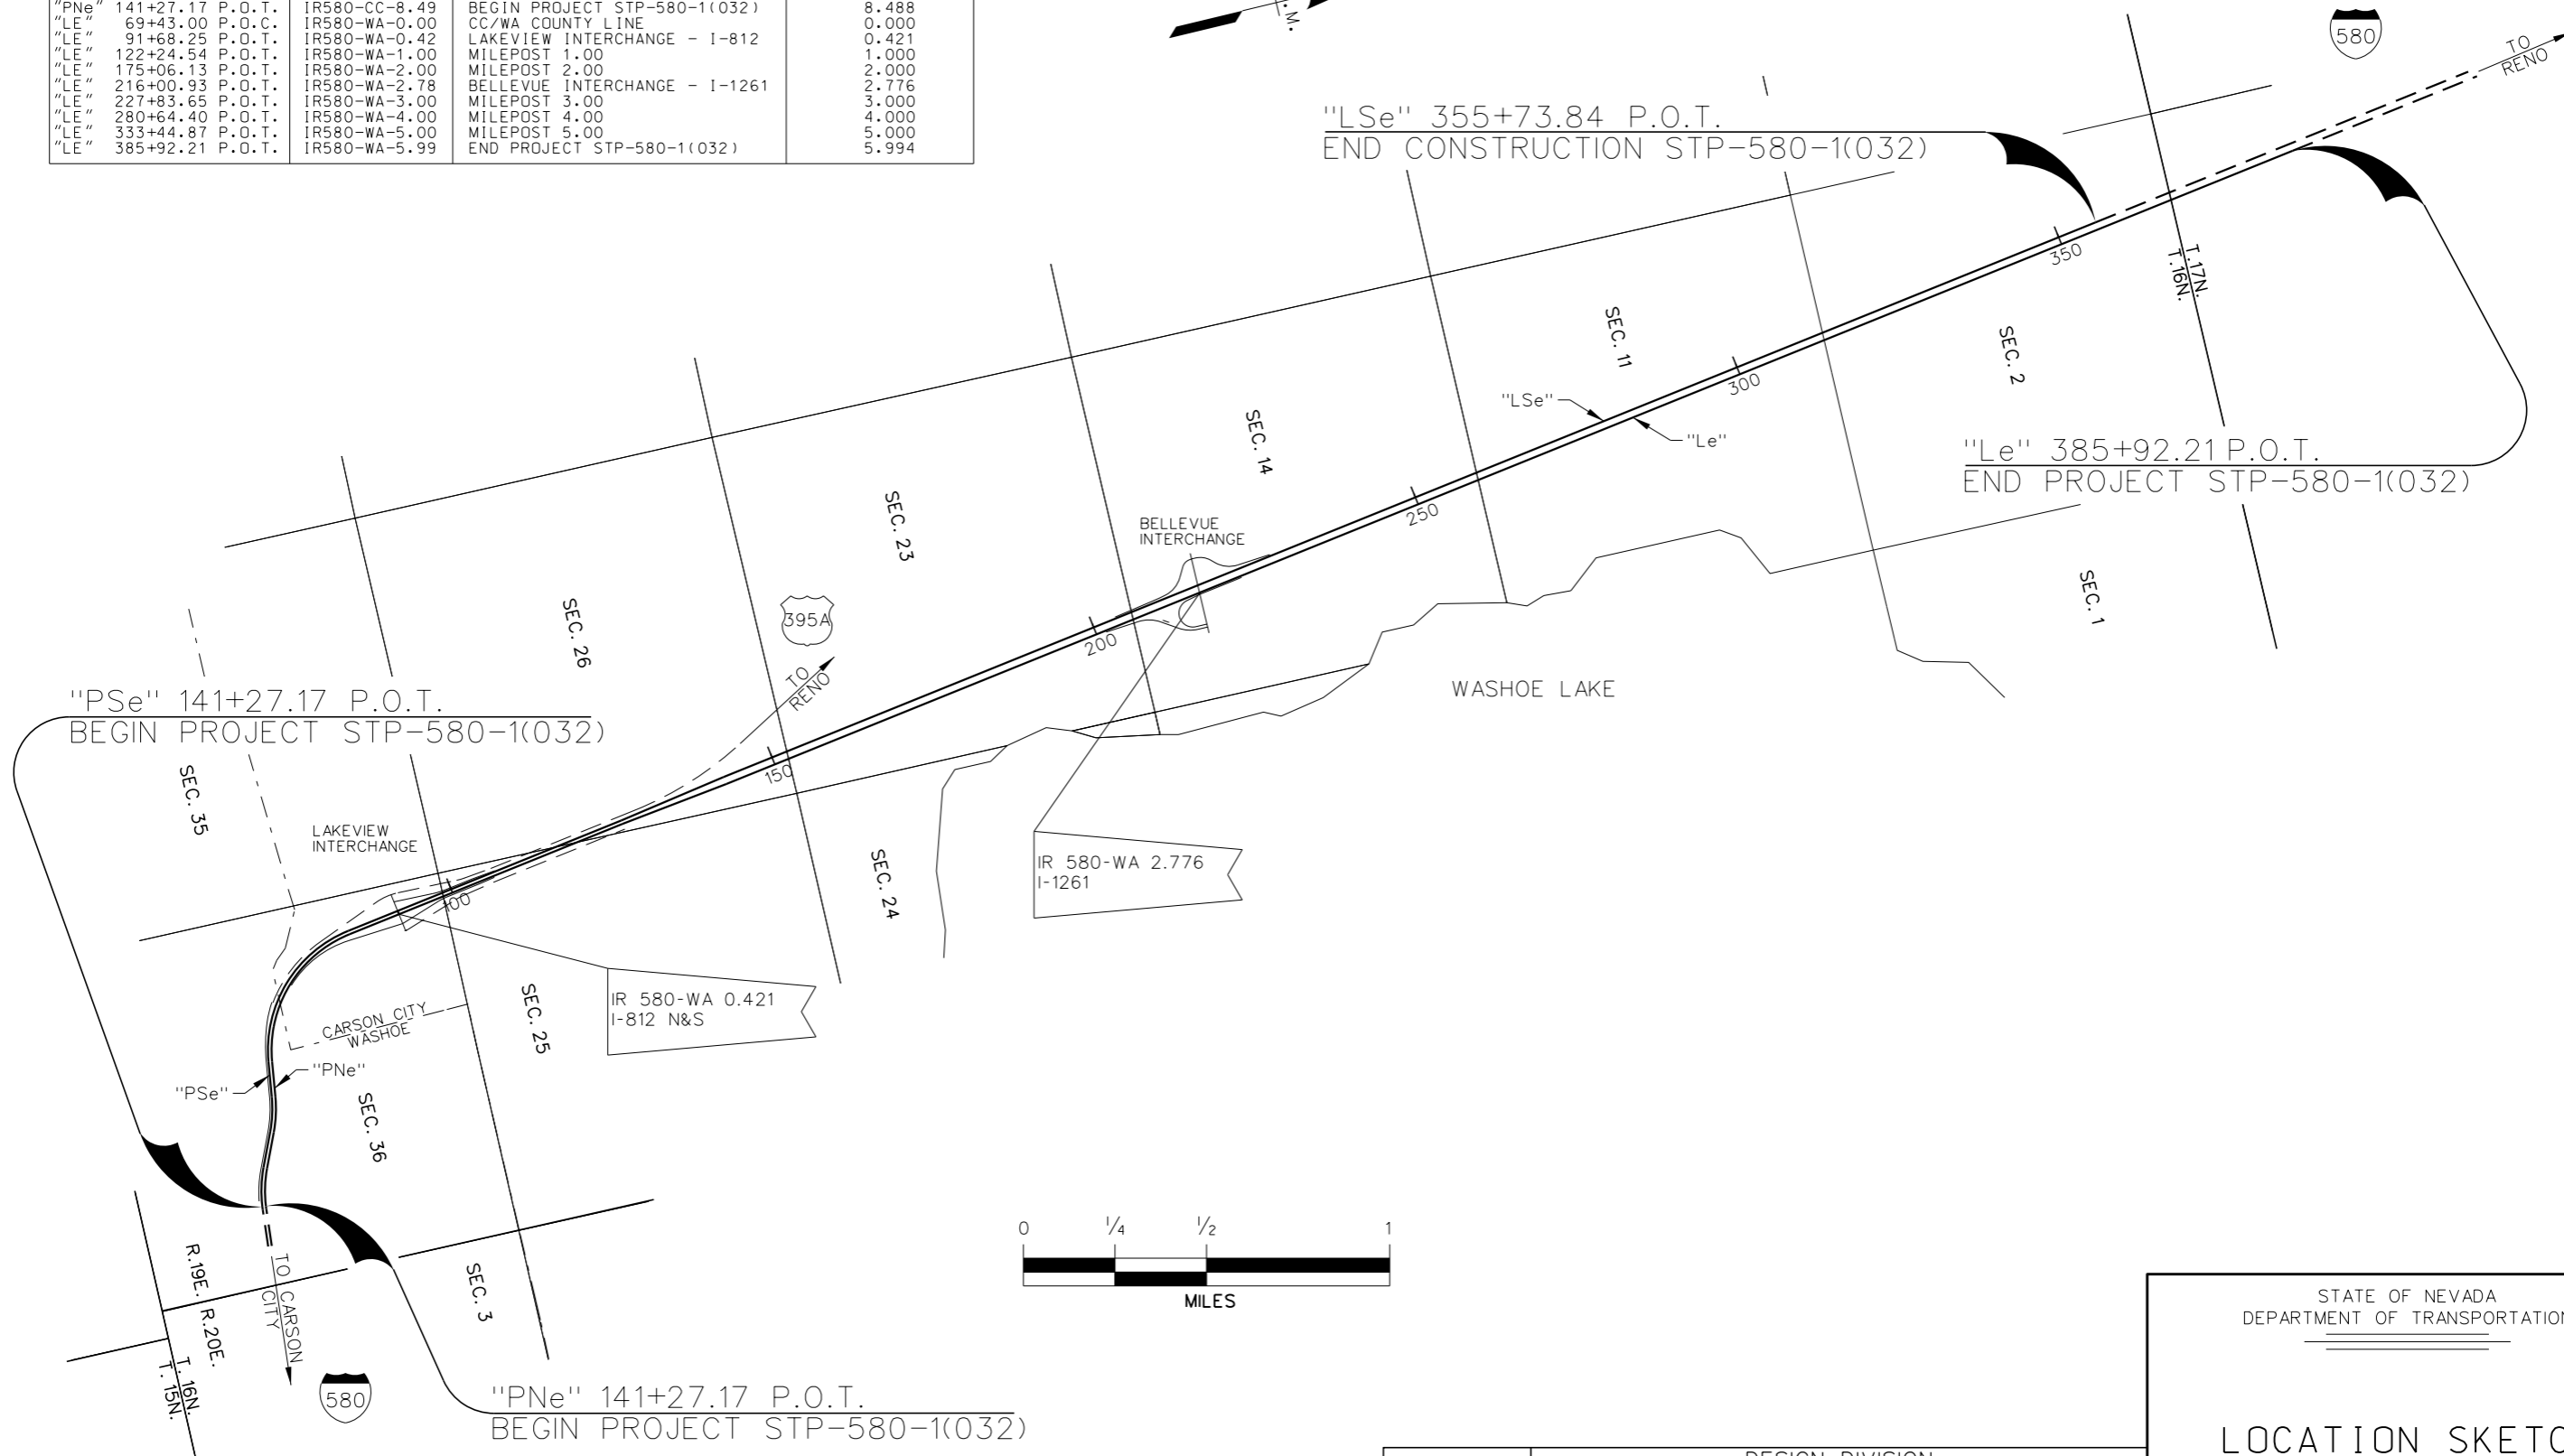 "PNe" 141+27.17 P.O.T. IR580-CC-8.49 BEGIN PROJECT STP-580-1(032) 8.488
"LE" 69+43.00 P.O.C. IR580-WA-0.00 CC/WA COUNTY LINE 0.000
"LE" 91+68.25 P.O.T. IR580-WA-0.42 LAKEVIEW INTERCHANGE - I-812 0.421
"LE" 122+24.54 P.O.T. IR580-WA-1.00 MILEPOST 1.00 1.000
"LE" 175+06.13 P.O.T. IR580-WA-2.00 MILEPOST 2.00 2.000
"LE" 216+00.93 P.O.T. IR580-WA-2.78 BELLEVUE INTERCHANGE - I-1261 2.776
"LE" 227+83.65 P.O.T. IR580-WA-3.00 MILEPOST 3.00 3.000
"LE" 280+64.40 P.O.T. IR580-WA-4.00 MILEPOST 4.00 4.000
"LE" 333+44.87 P.O.T. IR580-WA-5.00 MILEPOST 5.00 5.000
"LE" 385+92.21 P.O.T. IR580-WA-5.99 END PROJECT STP-580-1(032) 5.994
.M.
580
TO
RENO
"LSe" 355+73.84 P.O.T.
END CONSTRUCTION STP-580-1(032)
350
T.17N.
T.16N.
SEC. 11
SEC. 2
300
"LSe"
"Le"
"Le" 385+92.21 P.O.T.
END PROJECT STP-580-1(032)
SEC. 14
SEC. 23
250
BELLEVUE
INTERCHANGE
SEC. 1
SEC. 26
395A
200
TO
RENO
WASHOE LAKE
"PSe" 141+27.17 P.O.T.
BEGIN PROJECT STP-580-1(032)
150
SEC. 35
LAKEVIEW
INTERCHANGE
IR 580-WA 2.776
I-1261
SEC. 24
100
IR 580-WA 0.421
I-812 N&S
SEC. 25
CARSON CITY
WASHOE
"PNe"
"PSe"
SEC. 36
0 1/4 1/2 1
MILES
R.19E. R.20E.
TO CARSON
CITY
SEC. 3
T. 16N.
T. 15N.
580
"PNe" 141+27.17 P.O.T.
BEGIN PROJECT STP-580-1(032)
STATE OF NEVADA
DEPARTMENT OF TRANSPORTATION
LOCATION SKETC
DESIGN DIVISION